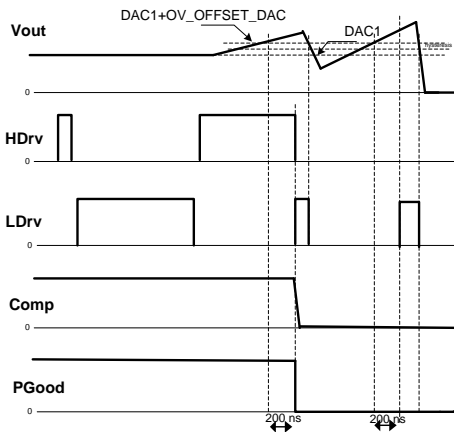 DAC1+OV_OFFSET_DAC
DAC1
Vout
0
HDrv
0
LDrv
0
Comp
0
PGood
0
200 ns
200 ns